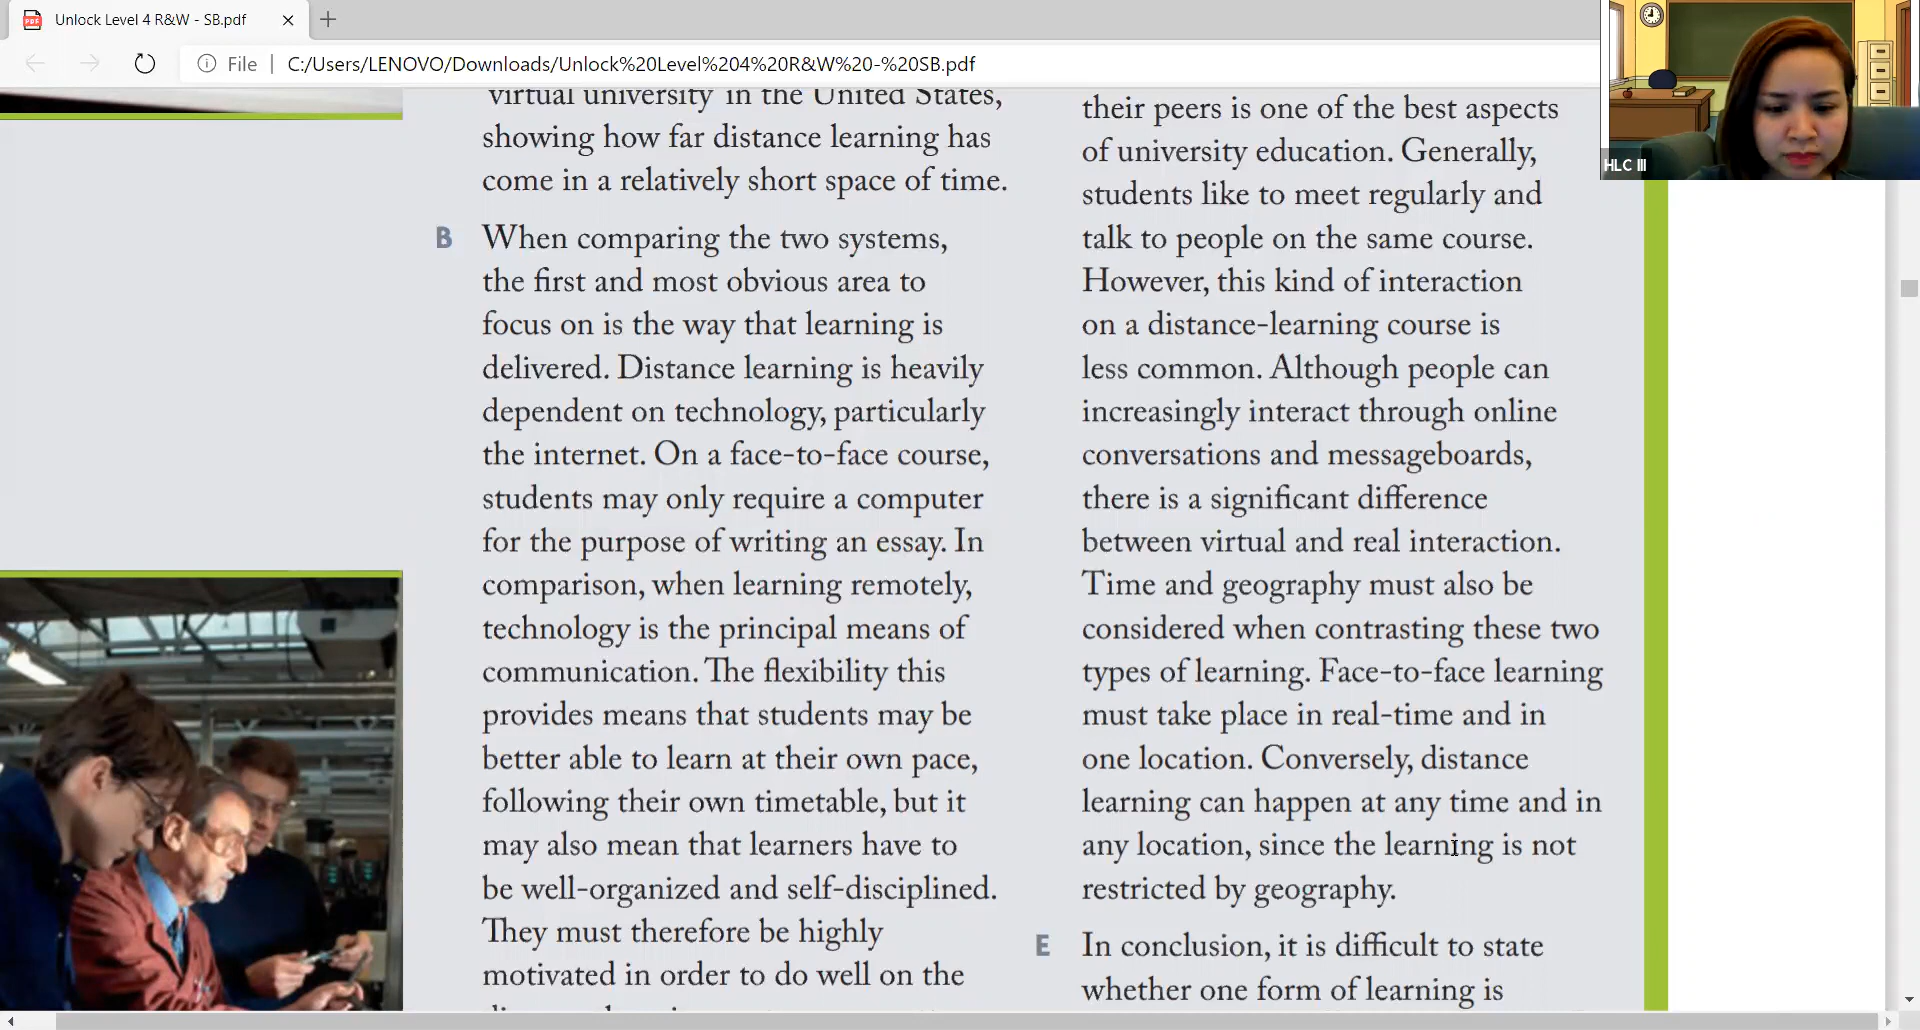 Unlock Level 4 R&W - SB.pdf
File
C:/Users/LENOVO/Downloads/Unlock%20Level%204%20R&W%20-%20SB.pdf
HLC III
'virtual university' in the United States,
showing how far distance learning has
come in a relatively short space of time.
B When comparing the two systems,
the first and most obvious area to
focus on is the way that learning is
delivered. Distance learning is heavily
dependent on technology, particularly
the internet. On a face-to-face course,
students may only require a computer
for the purpose of writing an essay. In
comparison, when learning remotely,
technology is the principal means of
communication. The flexibility this
provides means that students may be
better able to learn at their own pace,
following their own timetable, but it
may also mean that learners have to
be well-organized and self-disciplined.
They must therefore be highly
motivated in order to do well on the
their peers is one of the best aspects
of university education. Generally,
students like to meet regularly and
talk to people on the same course.
However, this kind of interaction
on a distance-learning course is
less common. Although people can
increasingly interact through online
conversations and messageboards,
there is a significant difference
between virtual and real interaction.
Time and geography must also be
considered when contrasting these two
types of learning. Face-to-face learning
must take place in real-time and in
one location. Conversely, distance
learning can happen at any time and in
any location, since the learning is not
restricted by geography.
E In conclusion, it is difficult to state
whether one form of learning is